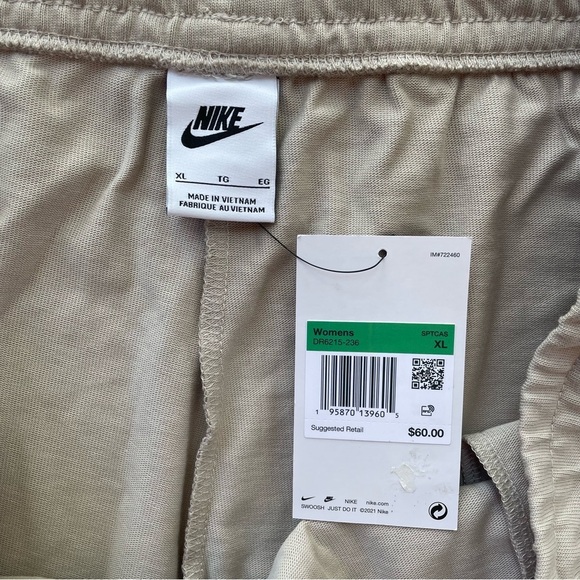 NIKE
XL TG EG
MADE IN VIETNAM
FABRIQUE AU VIETNAM
IM#722460
Womens SPTCAS
DR6215-236 XL
1 95870 13960 5
Suggested Retail $60.00
NIKE nike.com
SWOOSH JUST DO IT ©2021 Nike